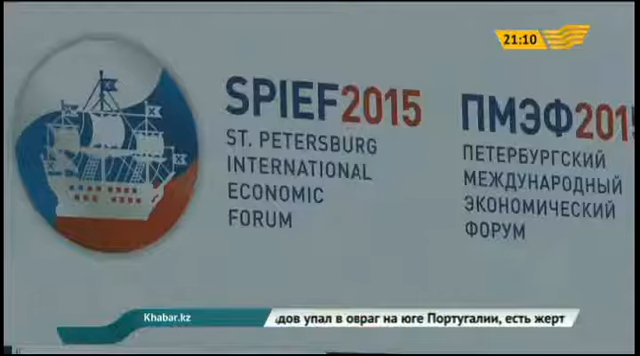 21:10
SPIEF2015
ST. PETERSBURG
INTERNATIONAL
ECONOMIC
FORUM
ПМЭФ201
ПЕТЕРБУРГСКИЙ
МЕЖДУНАРОДНЫЙ
ЭКОНОМИЧЕСКИЙ
ФОРУМ
Khabar.kz
дов упал в овраг на юге Португалии, есть жерт